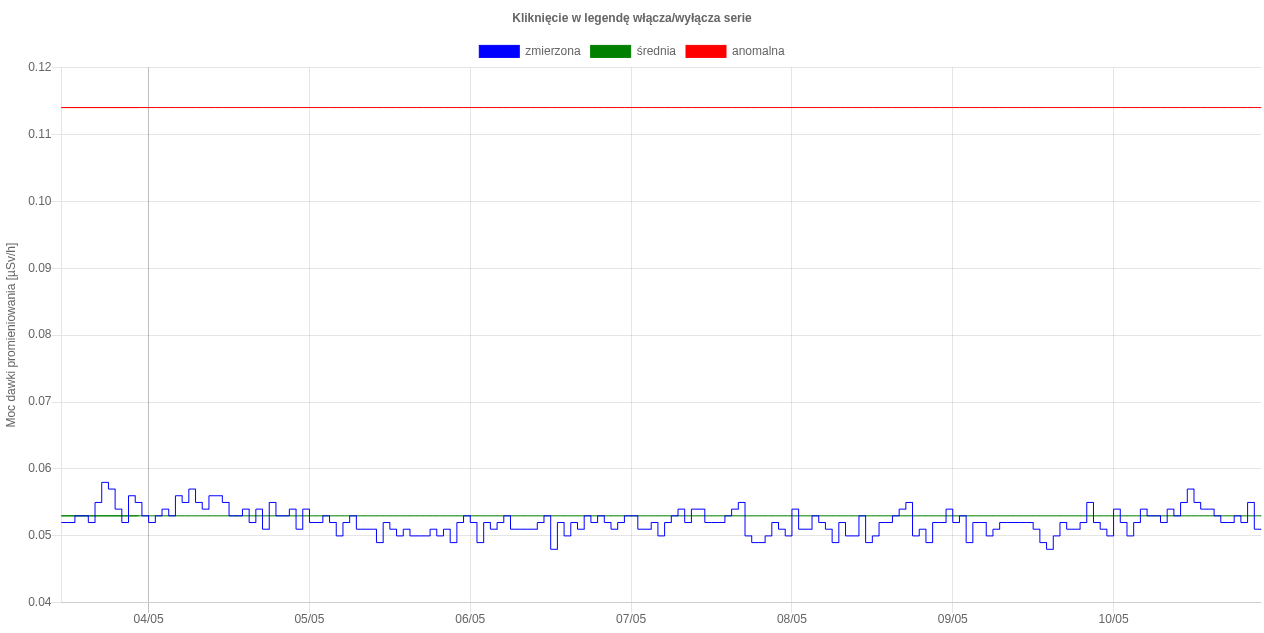 Kliknięcie w legendę włącza/wyłącza serie
zmierzona średnia anomalna
Moc dawki promieniowania [µSv/h]
0.12
0.11
0.10
0.09
0.08
0.07
0.06
0.05
0.04
04/05 05/05 06/05 07/05 08/05 09/05 10/05